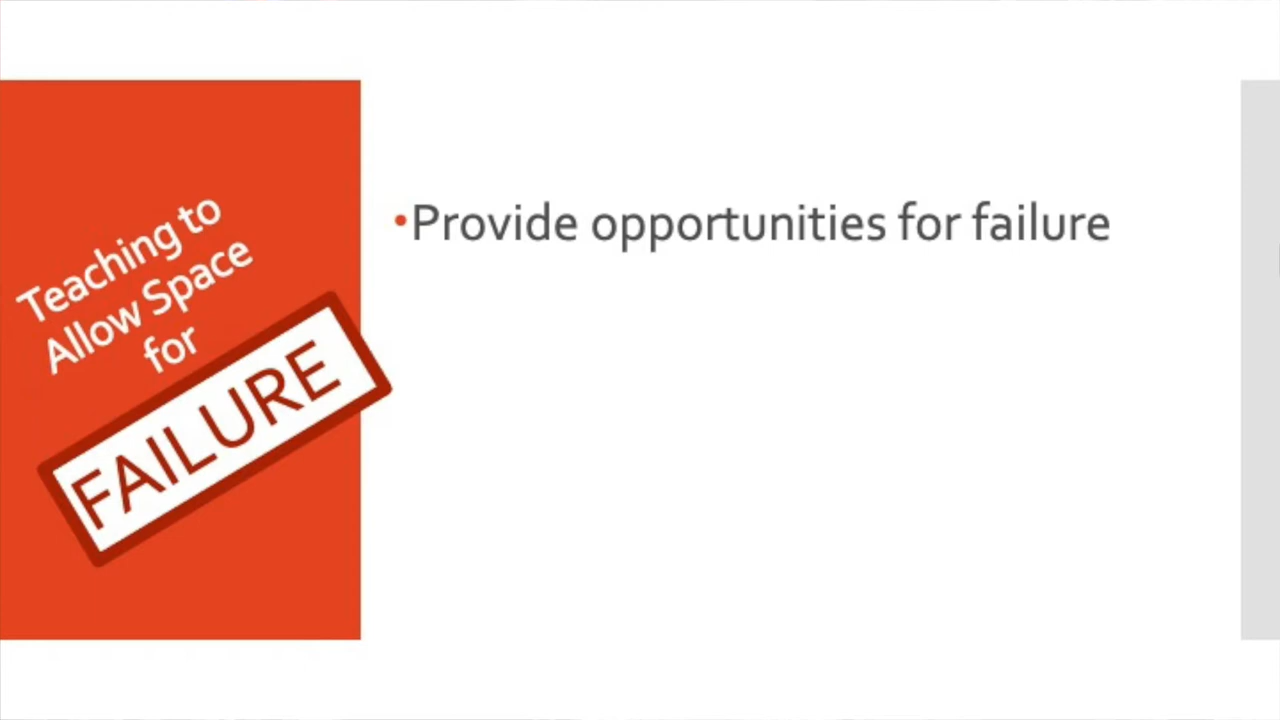 Teaching to
Allow Space
for
FAILURE
•Provide opportunities for failure